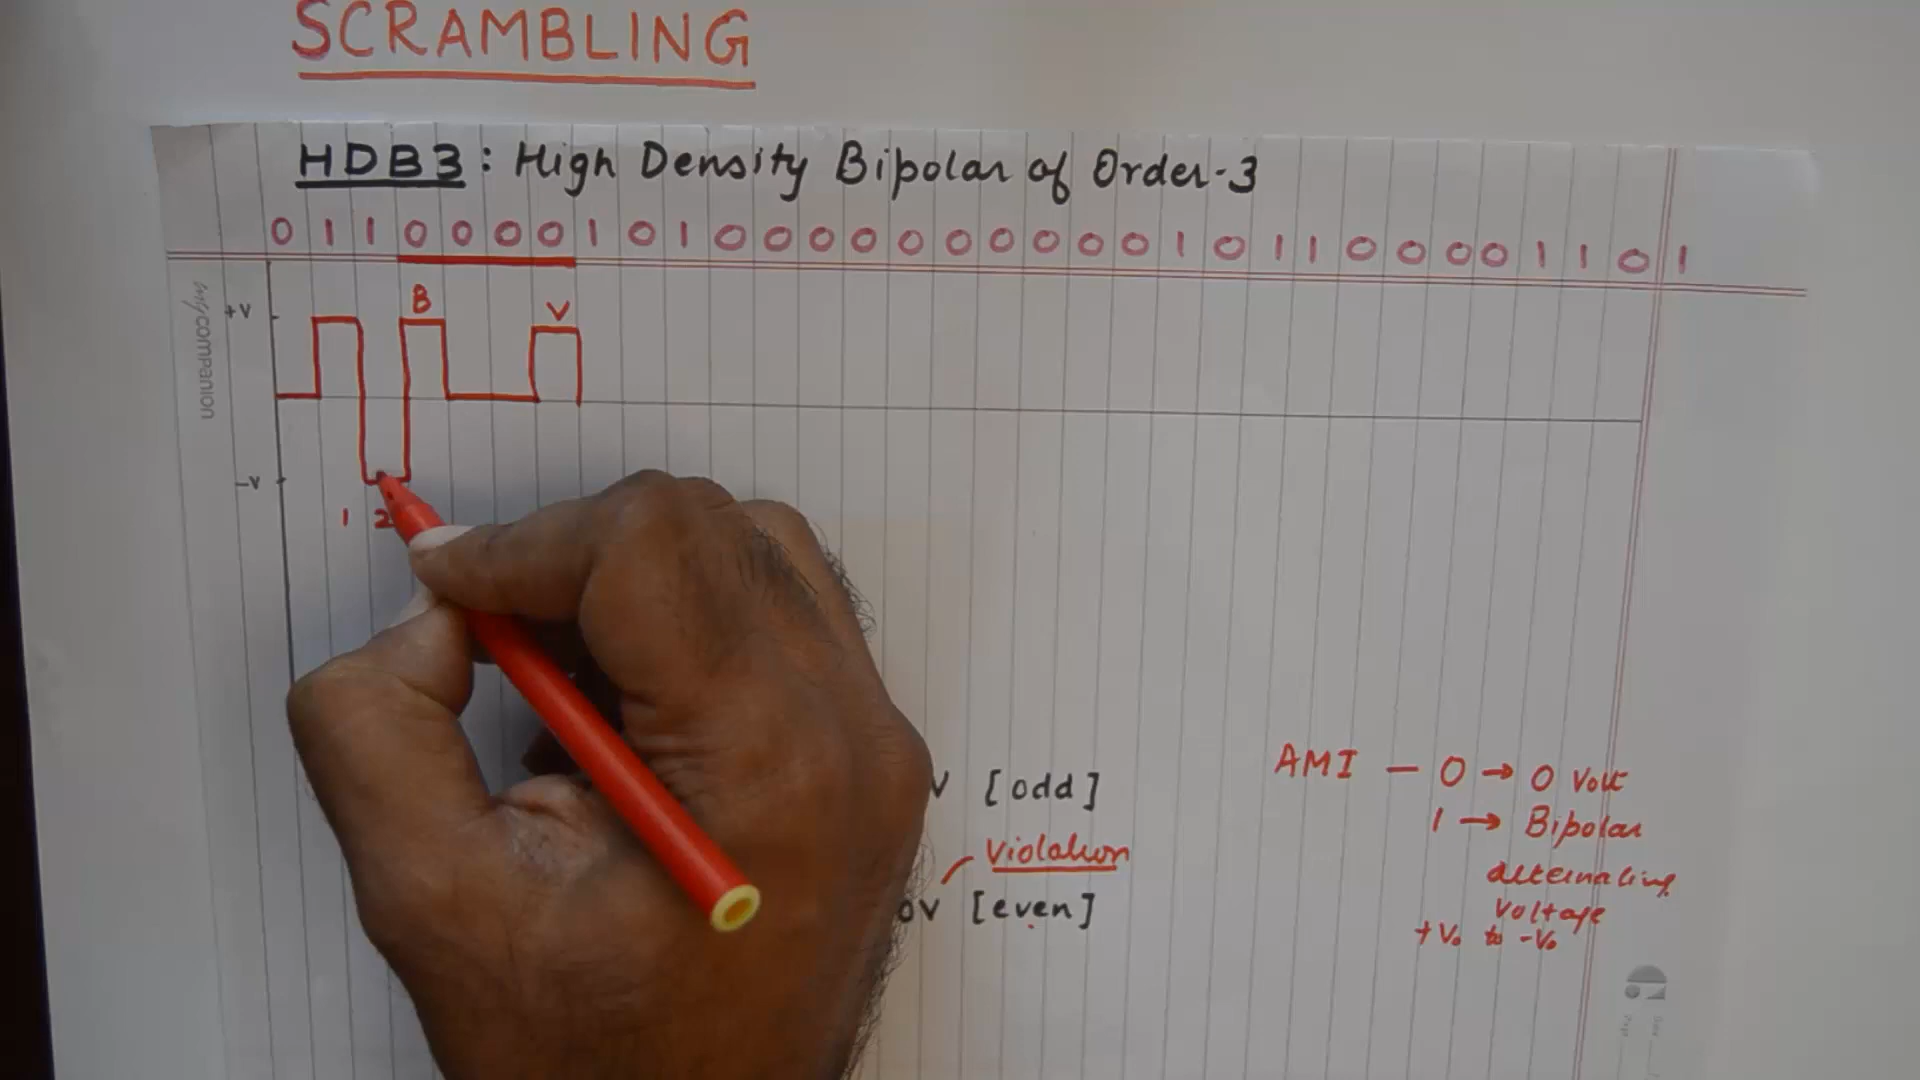 SCRAMBLING
HDB3 : High Density Bipolar of Order-3
0 1 1 0 0 0 0 1 0 1 0 0 0 0 0 0 0 0 0 0 1 0 1 1 0 0 0 0 1 1 0 1
mycompanion
+V
B
V
-V
1 2
V [odd]
Violation
0V [even]
AMI - 0 → 0 Volt
1 → Bipolar
alternating
Voltage
+V₀ to -V₀